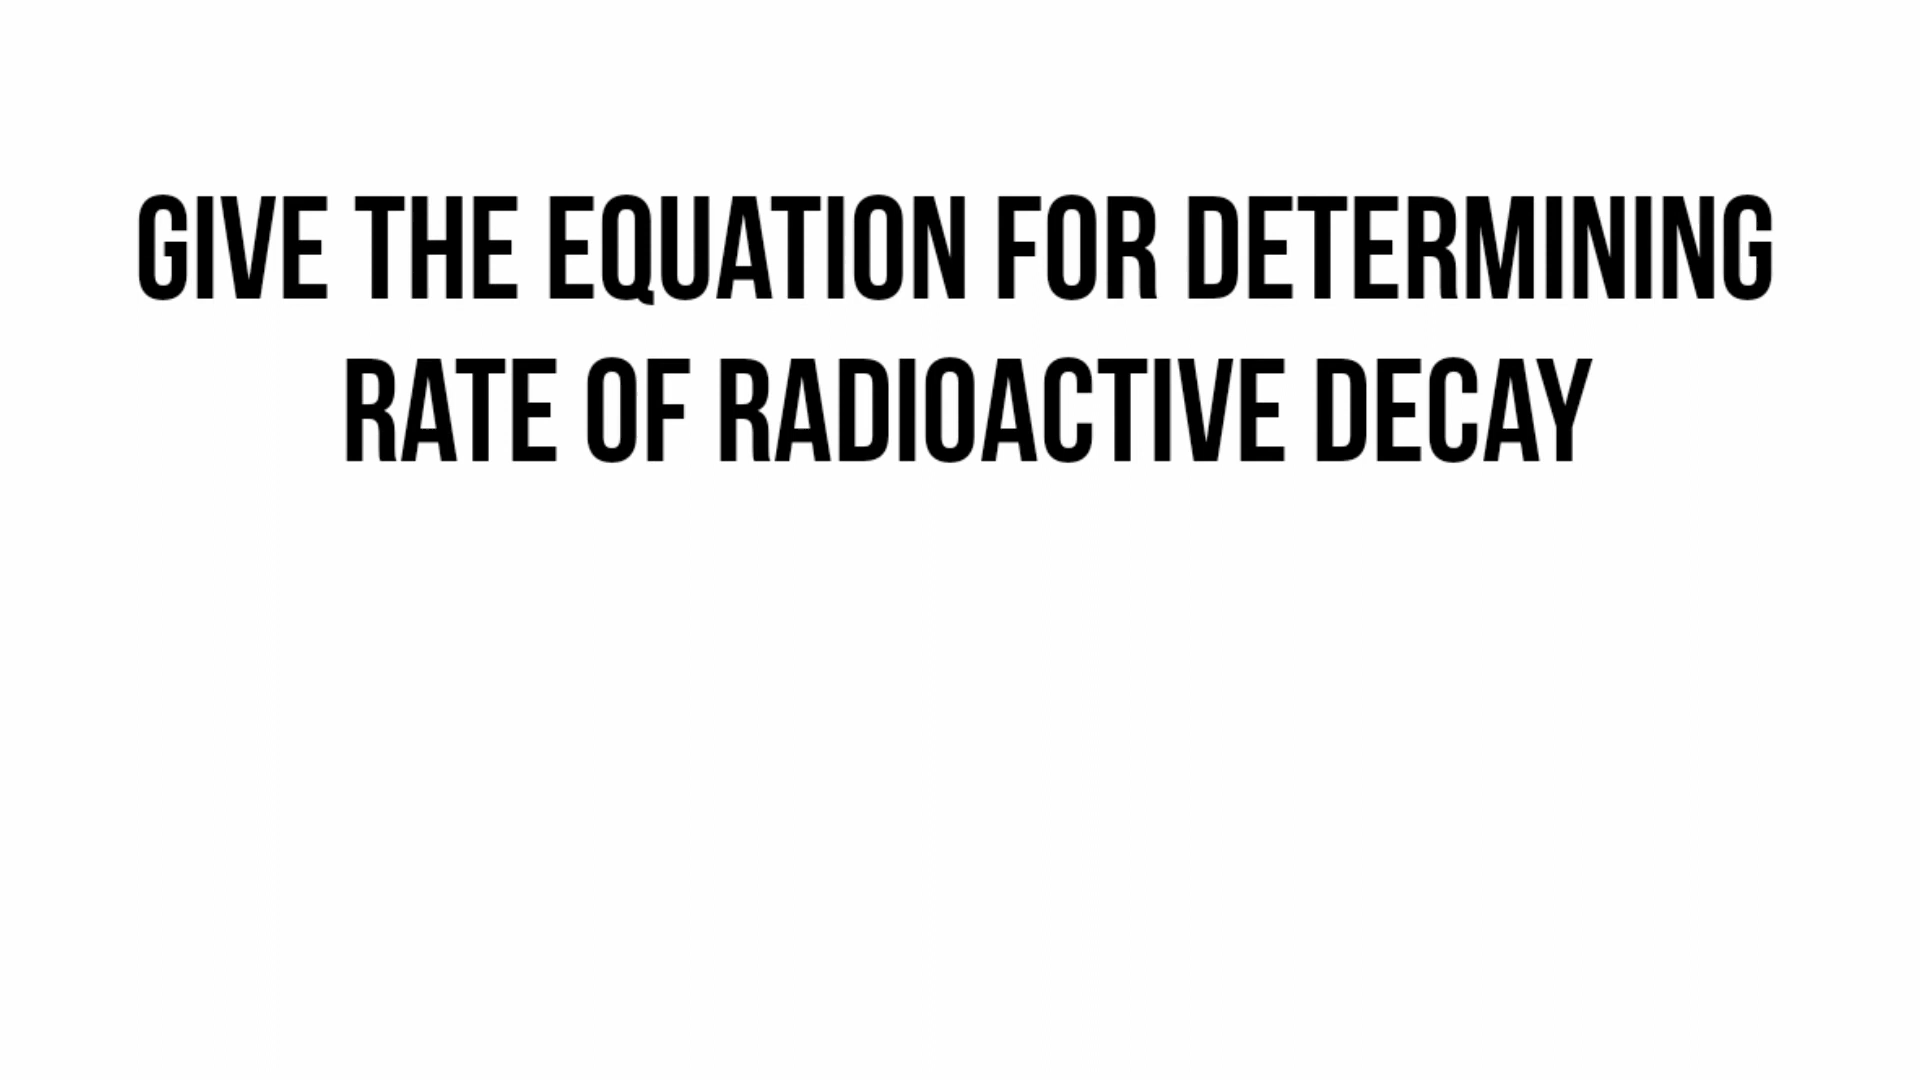 GIVE THE EQUATION FOR DETERMINING
RATE OF RADIOACTIVE DECAY